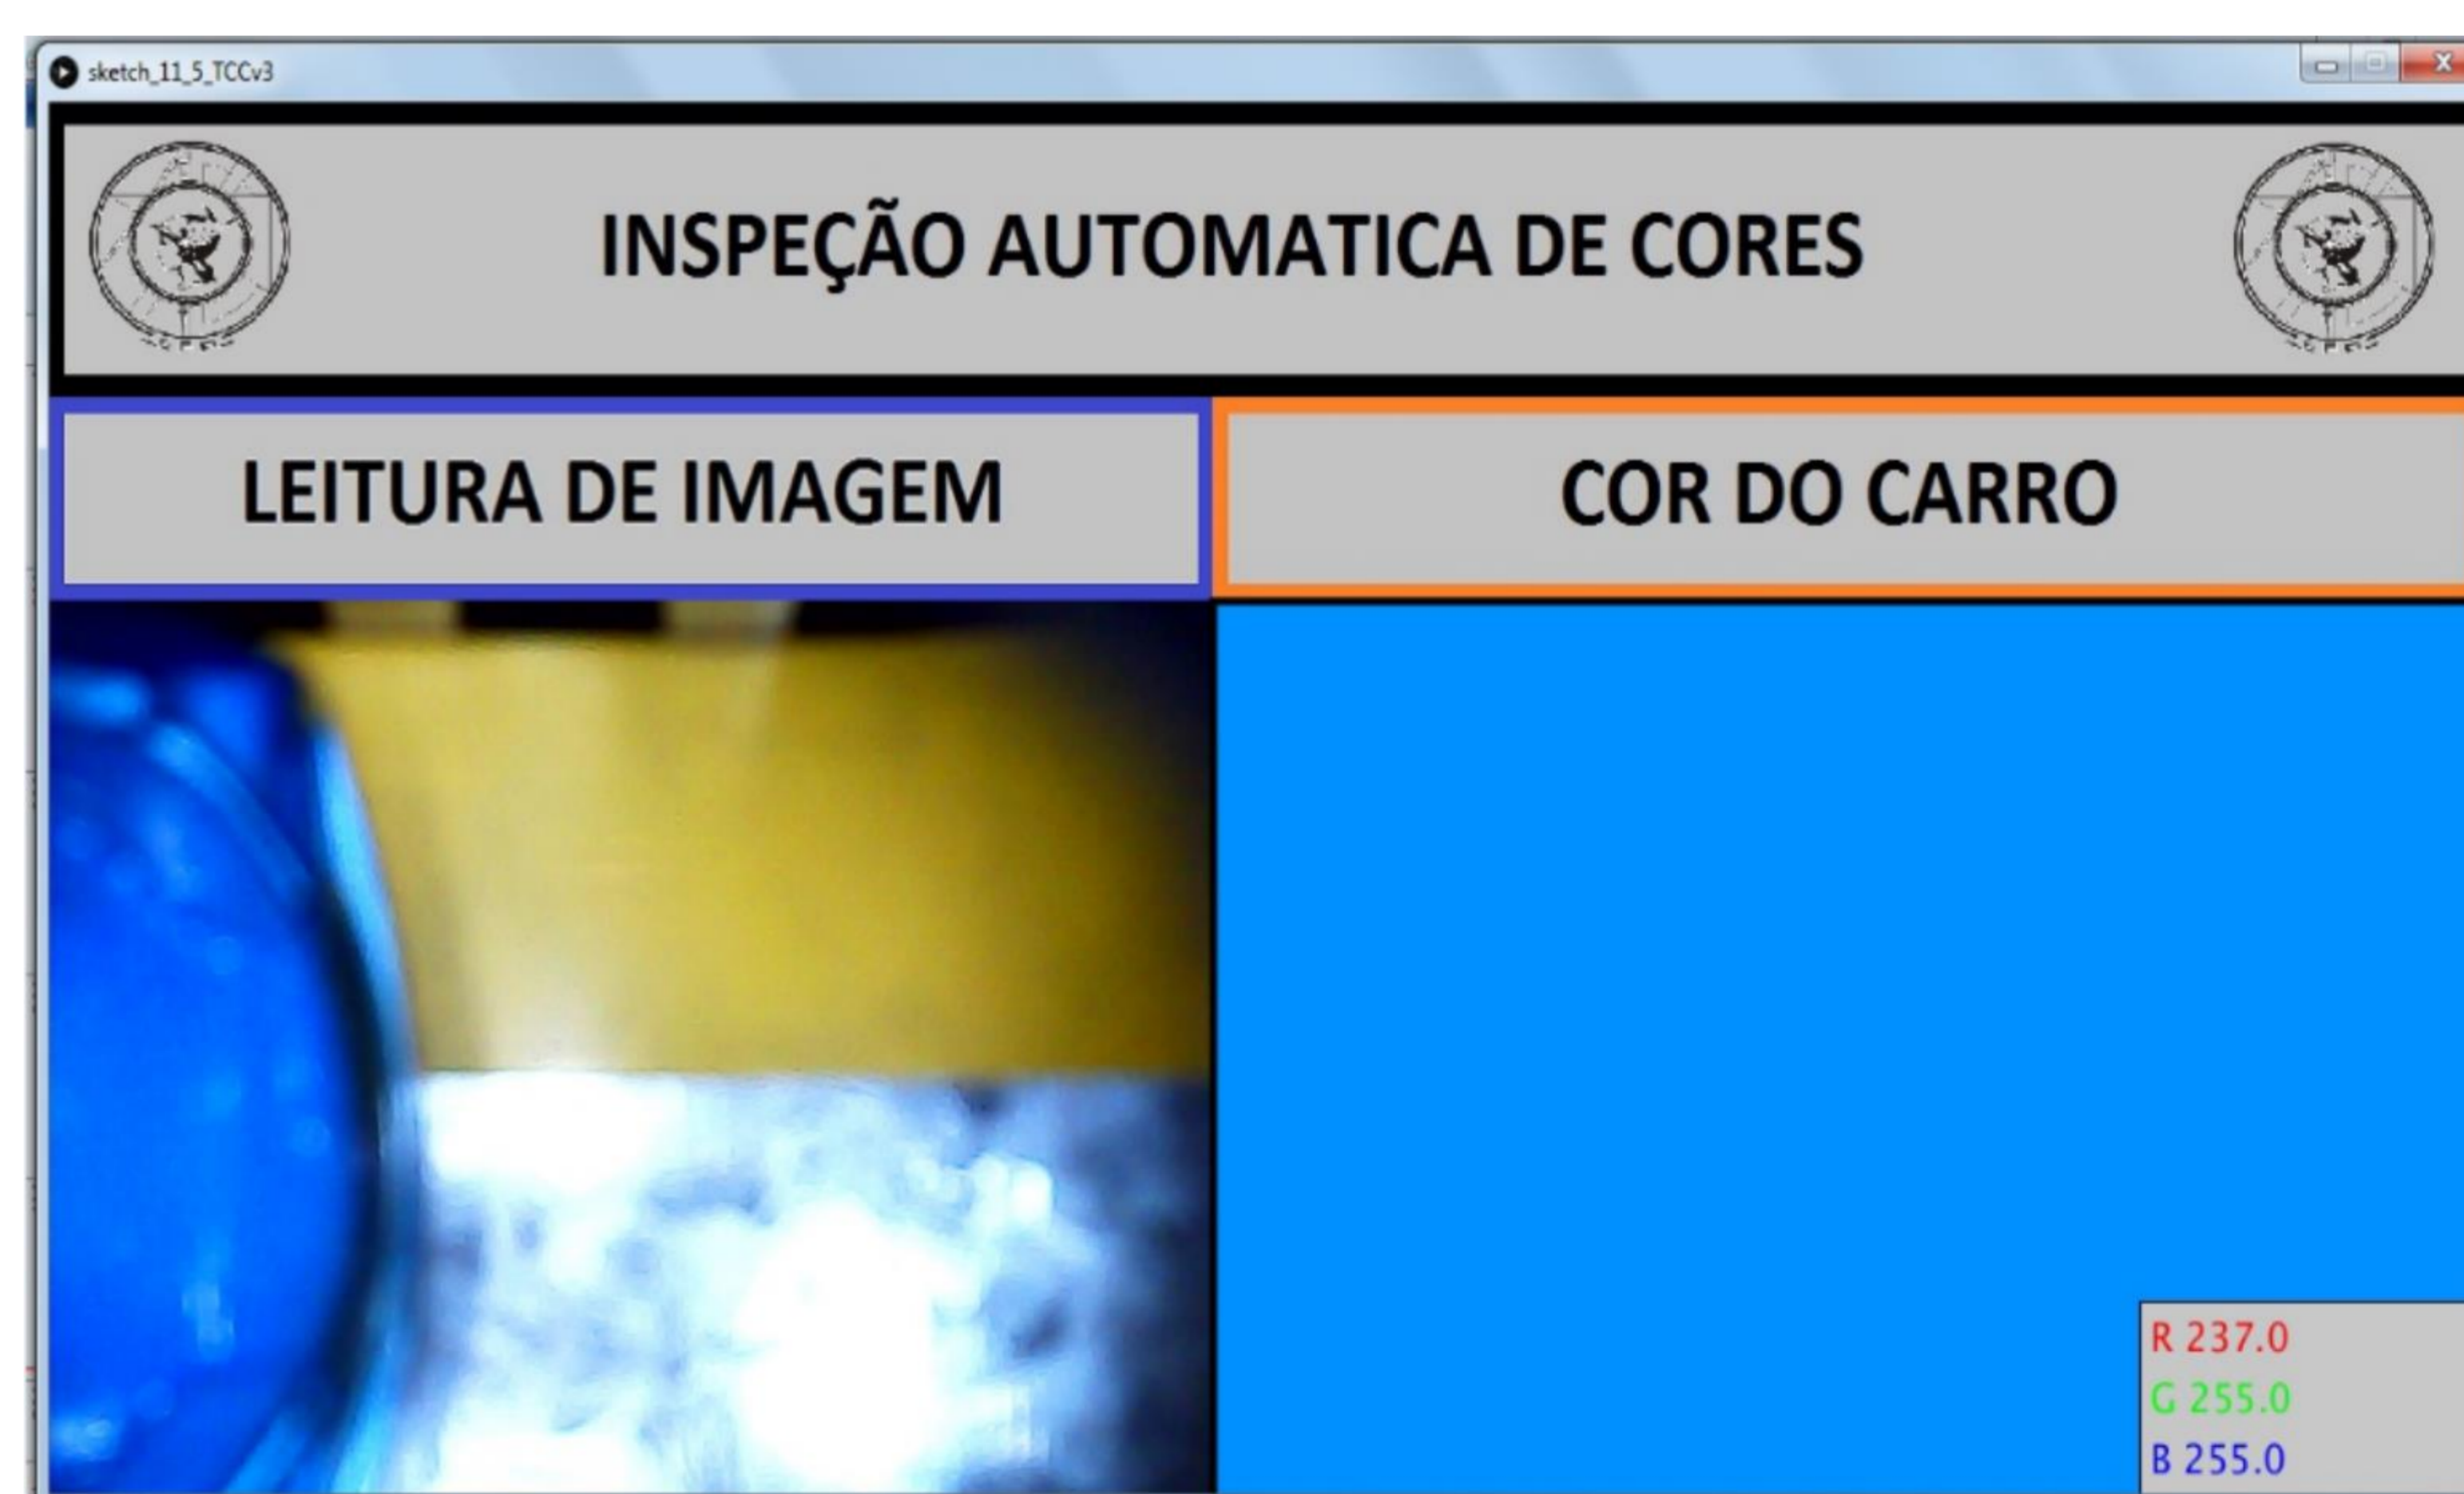 sketch_11_5_TCCv3
INSPEÇÃO AUTOMATICA DE CORES
LEITURA DE IMAGEM
COR DO CARRO
R 237.0
G 255.0
B 255.0